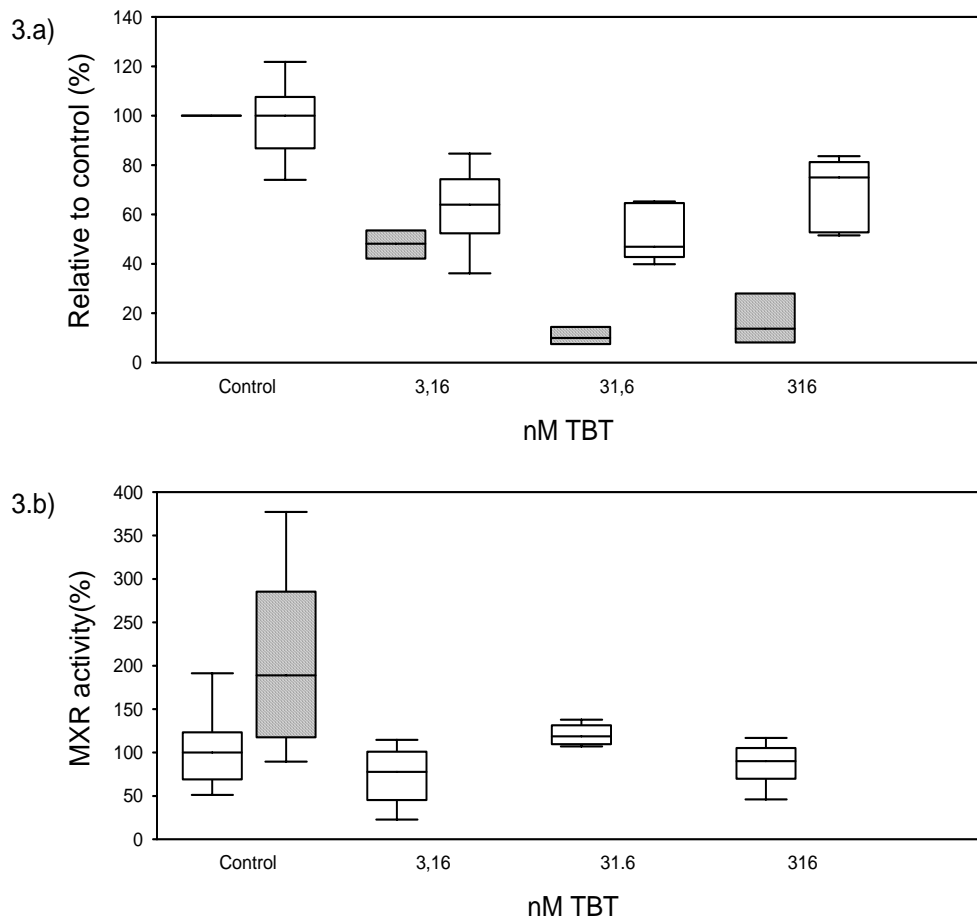 3.a)
Relative to control (%)
140
120
100
80
60
40
20
0
Control 3,16 31,6 316
nM TBT
3.b)
MXR activity(%)
400
350
300
250
200
150
100
50
0
Control 3,16 31.6 316
nM TBT